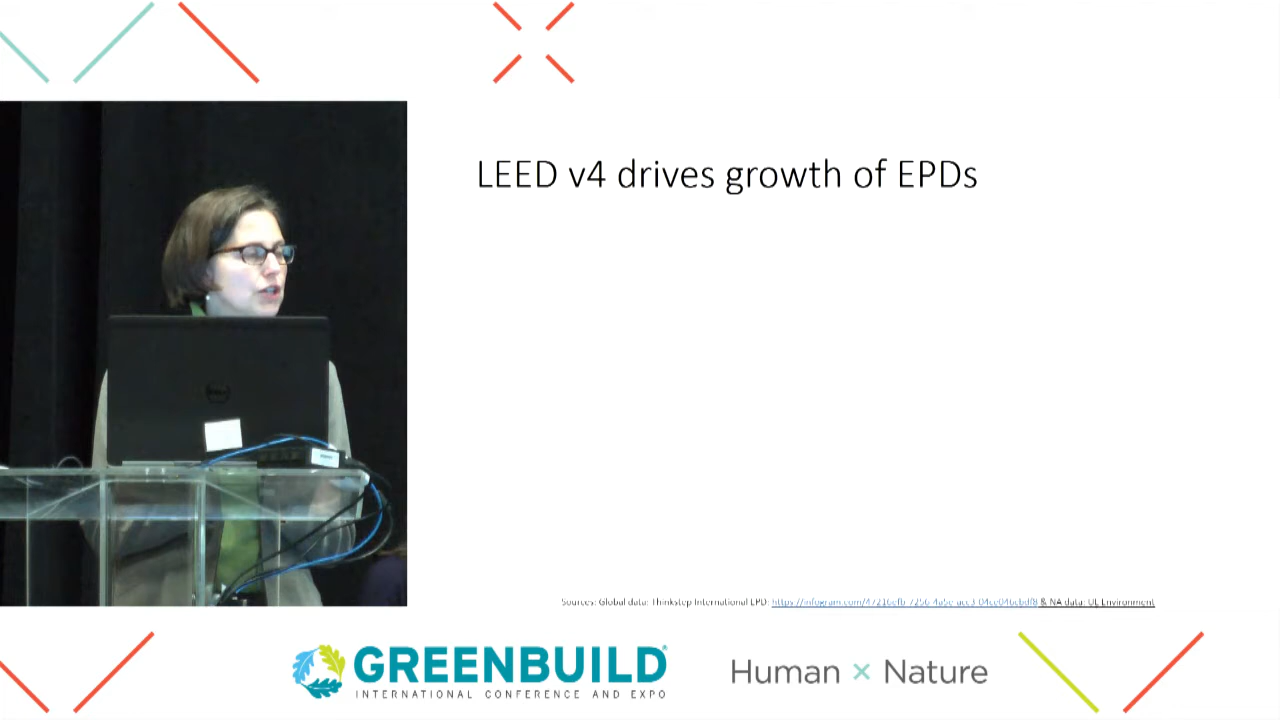 LEED v4 drives growth of EPDs
Sources: Global data: Thinkstep International EPD: & NA data: UL Environment
GREENBUILD
INTERNATIONAL CONFERENCE AND EXPO
Human × Nature